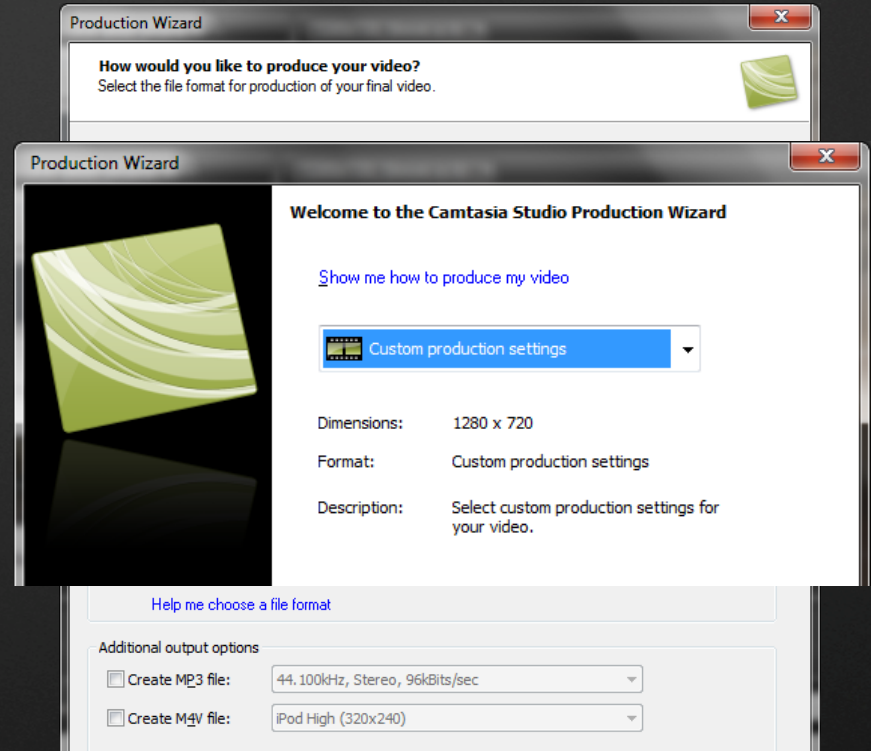 Production Wizard
How would you like to produce your video?
Select the file format for production of your final video.
Production Wizard
Welcome to the Camtasia Studio Production Wizard
Show me how to produce my video
Custom production settings
Dimensions: 1280 x 720
Format: Custom production settings
Description: Select custom production settings for
your video.
Help me choose a file format
Additional output options
Create MP3 file: 44.100kHz, Stereo, 96kBits/sec
Create M4V file: iPod High (320x240)